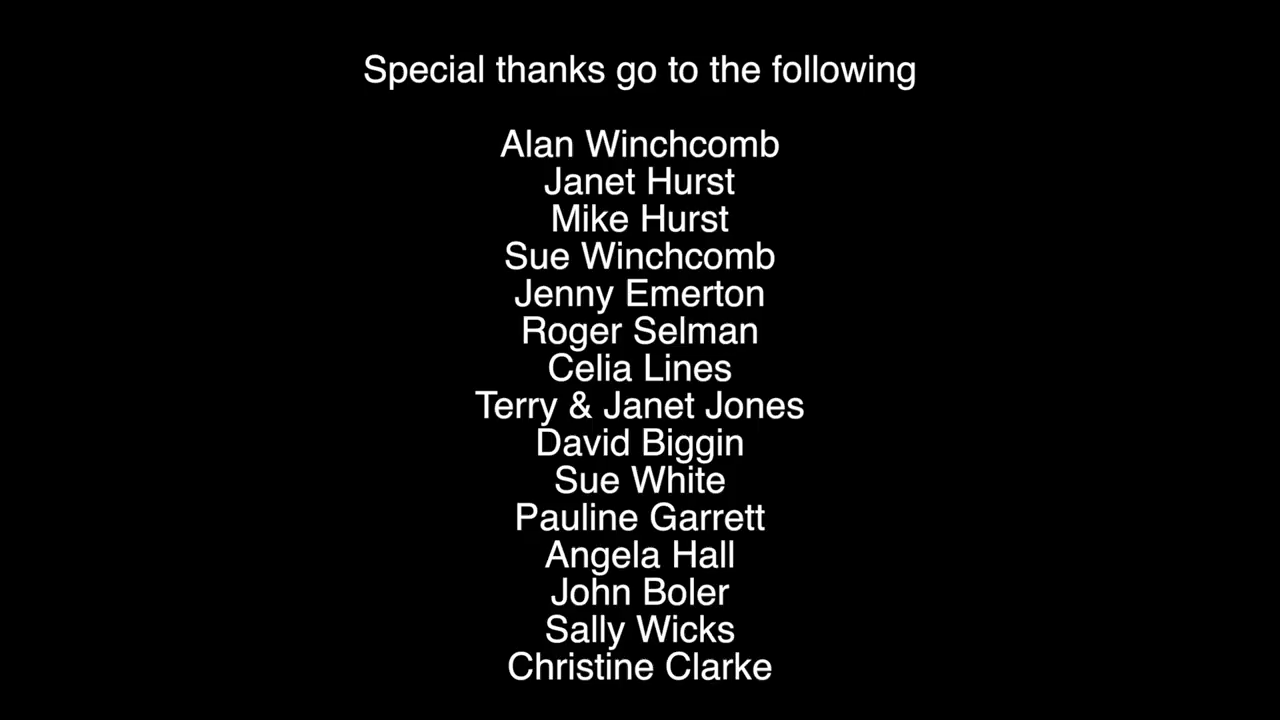 Special thanks go to the following
Alan Winchcomb
Janet Hurst
Mike Hurst
Sue Winchcomb
Jenny Emerton
Roger Selman
Celia Lines
Terry & Janet Jones
David Biggin
Sue White
Pauline Garrett
Angela Hall
John Boler
Sally Wicks
Christine Clarke